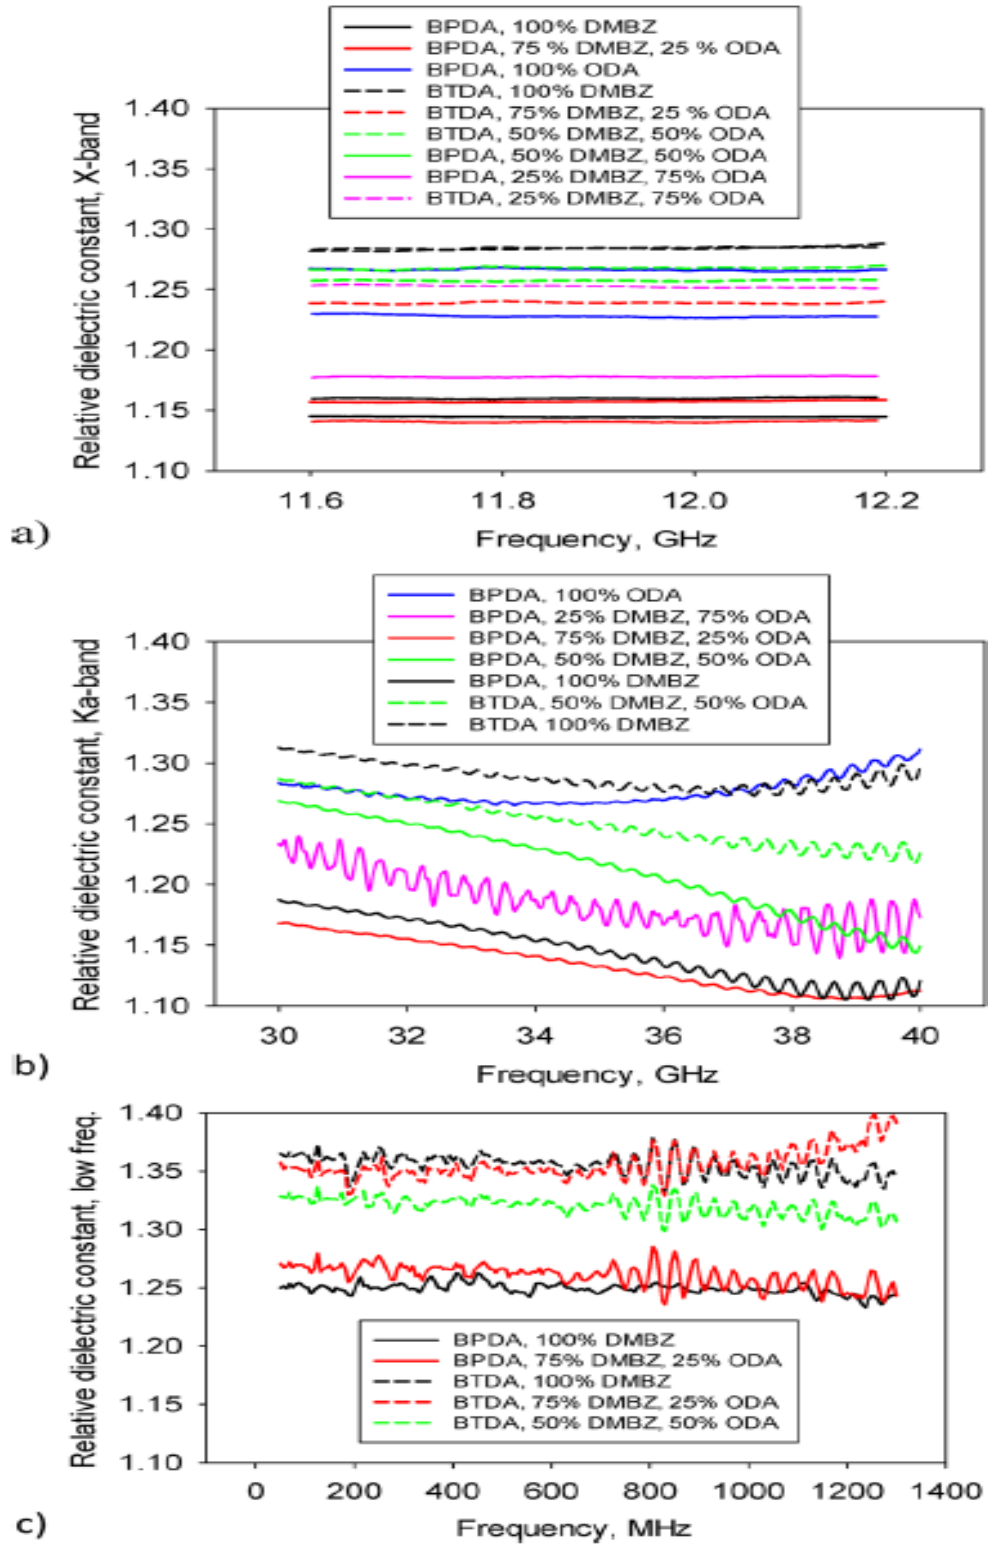 a)
BPDA, 100% DMBZ
BPDA, 75 % DMBZ, 25 % ODA
BPDA, 100% ODA
BTDA, 100% DMBZ
BTDA, 75% DMBZ, 25 % ODA
BTDA, 50% DMBZ, 50% ODA
BPDA, 50% DMBZ, 50% ODA
BPDA, 25% DMBZ, 75% ODA
BTDA, 25% DMBZ, 75% ODA
Relative dielectric constant, X-band
1.40
1.35
1.30
1.25
1.20
1.15
1.10
11.6 11.8 12.0 12.2
Frequency, GHz
b)
BPDA, 100% ODA
BPDA, 25% DMBZ, 75% ODA
BPDA, 75% DMBZ, 25% ODA
BPDA, 50% DMBZ, 50% ODA
BPDA, 100% DMBZ
BTDA, 50% DMBZ, 50% ODA
BTDA 100% DMBZ
Relative dielectric constant, Ka-band
1.40
1.35
1.30
1.25
1.20
1.15
1.10
30 32 34 36 38 40
Frequency, GHz
c)
Relative dielectric constant, low freq.
1.40
1.35
1.30
1.25
1.20
1.15
1.10
BPDA, 100% DMBZ
BPDA, 75% DMBZ, 25% ODA
BTDA, 100% DMBZ
BTDA, 75% DMBZ, 25% ODA
BTDA, 50% DMBZ, 50% ODA
0 200 400 600 800 1000 1200 1400
Frequency, MHz